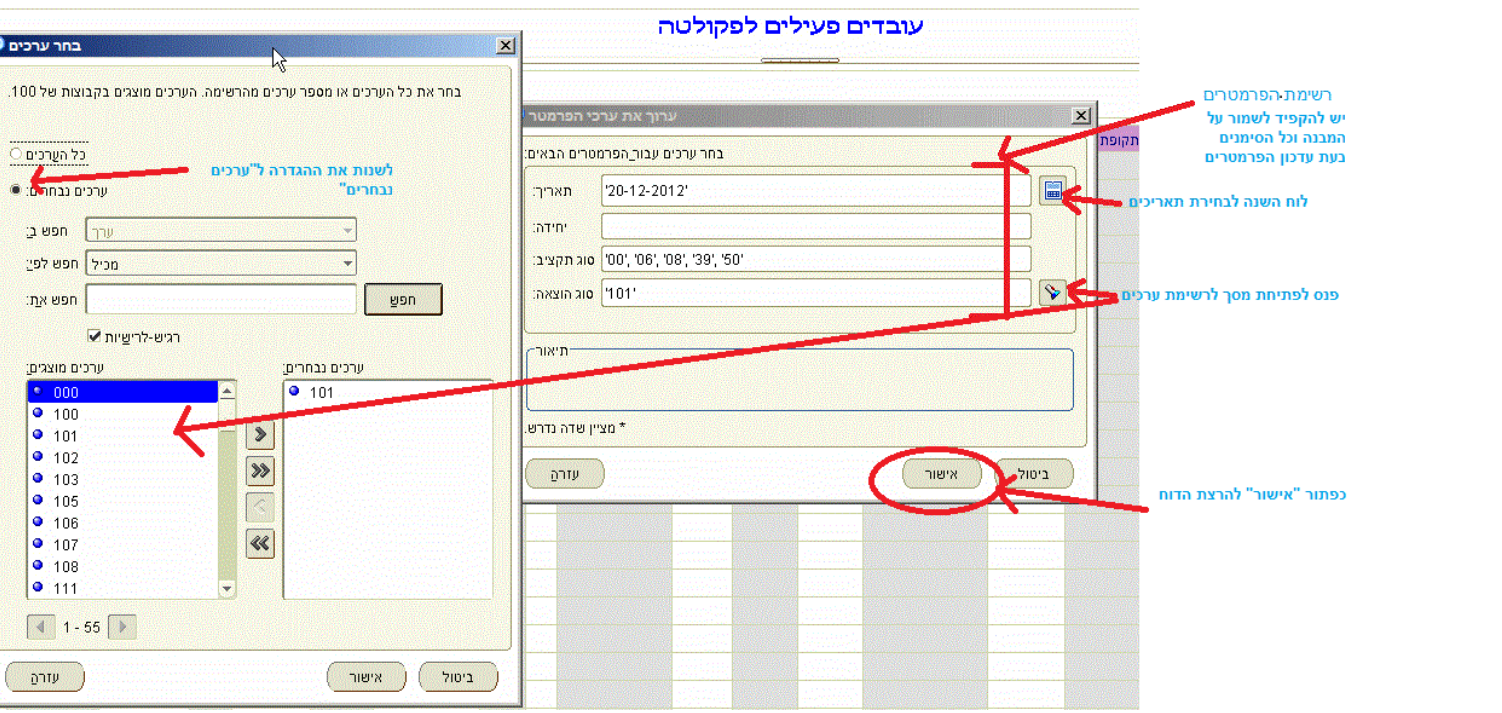 עובדים פעילים לפקולטה
בחר ערכים
בחר את כל הערכים או מספר ערכים מהרשימה. הערכים מוצגים בקבוצות של 100.
כל הערכים
ערכים נבחרים:
לשנות את ההגדרה ל"ערכים
נבחרים"
חפש ב:
ערך
חפש לפי:
מכיל
חפש את:
חפש
רגיש-לרישיות
ערכים מוצגים:
000
100
101
102
103
105
106
107
108
111
ערכים נבחרים:
101
1 - 55
עזרה
אישור
ביטול
ערוך את ערכי הפרמטר
בחר ערכים עבור הפרמטרים הבאים:
תאריך:
'20-12-2012'
יחידה:
סוג תקציב:
'00', '06', '08', '39', '50'
סוג הוצאה:
'101'
תיאור
* מציין שדה נדרש.
עזרה
אישור
ביטול
תקופת
רשימת הפרמטרים
יש להקפיד לשמור על
המבנה וכל הסימנים
בעת עדכון הפרמטרים
לוח השנה לבחירת תאריכים
פנס לפתיחת מסך לרשימת ערכים
כפתור "אישור" להרצת הדוח